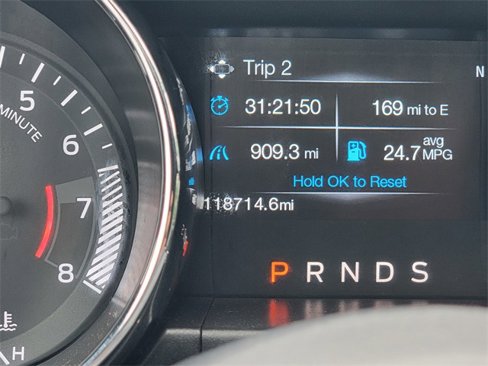 Trip 2
N
31:21:50
169 mi to E
909.3 mi
24.7 avg MPG
Hold OK to Reset
118714.6mi
P R N D S
5
MINUTE
6
7
8
H